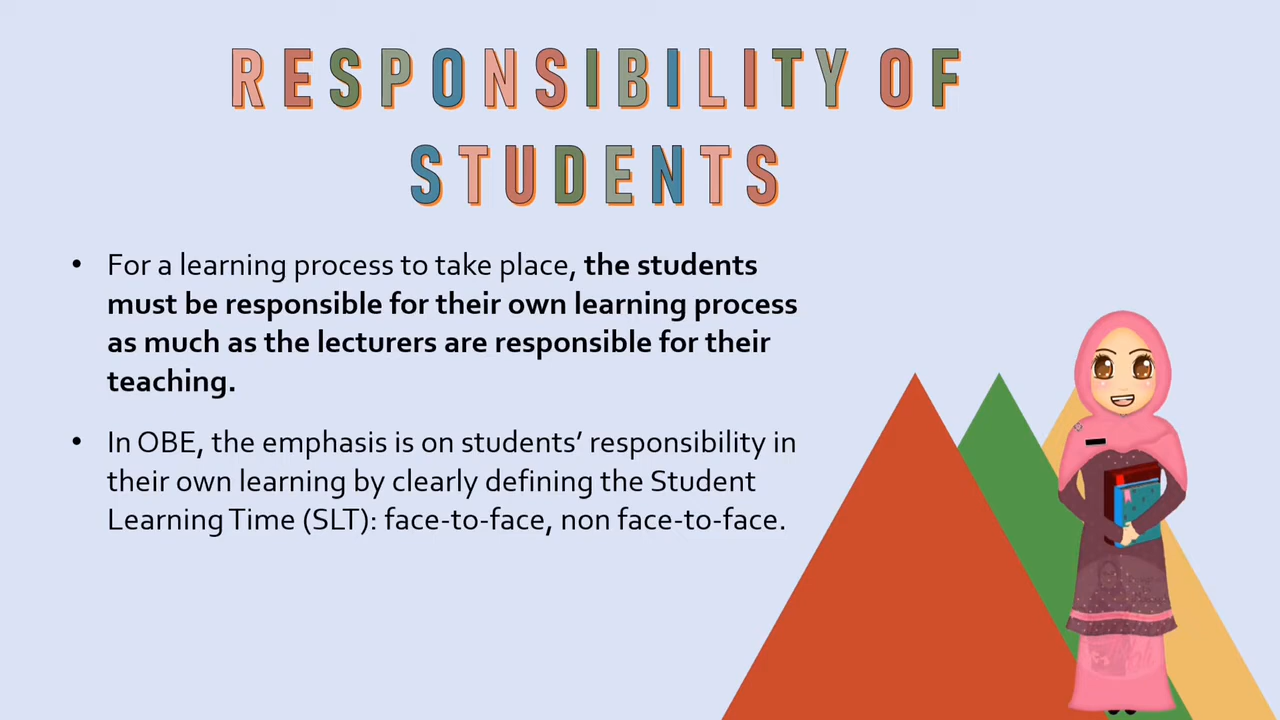 RESPONSIBILITY OF
STUDENTS
• For a learning process to take place, the students
must be responsible for their own learning process
as much as the lecturers are responsible for their
teaching.
• In OBE, the emphasis is on students’ responsibility in
their own learning by clearly defining the Student
Learning Time (SLT): face-to-face, non face-to-face.